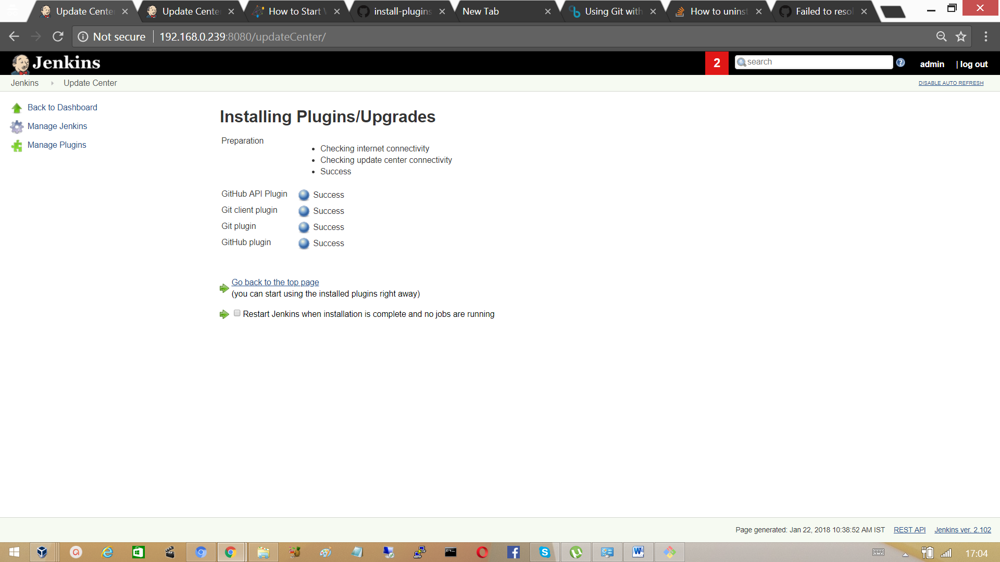 Update Cente
Update Cente
How to Start
install-plugins
New Tab
Using Git with
How to uninst
Failed to resol
Not secure
192.168.0.239:8080/updateCenter/
Jenkins
2
search
admin
| log out
Jenkins
Update Center
DISABLE AUTO REFRESH
Back to Dashboard
Manage Jenkins
Manage Plugins
Installing Plugins/Upgrades
Preparation
• Checking internet connectivity
• Checking update center connectivity
• Success
GitHub API Plugin Success
Git client plugin Success
Git plugin Success
GitHub plugin Success
Go back to the top page
(you can start using the installed plugins right away)
Restart Jenkins when installation is complete and no jobs are running
Page generated: Jan 22, 2018 10:38:52 AM IST
REST API
Jenkins ver. 2.102
17:04